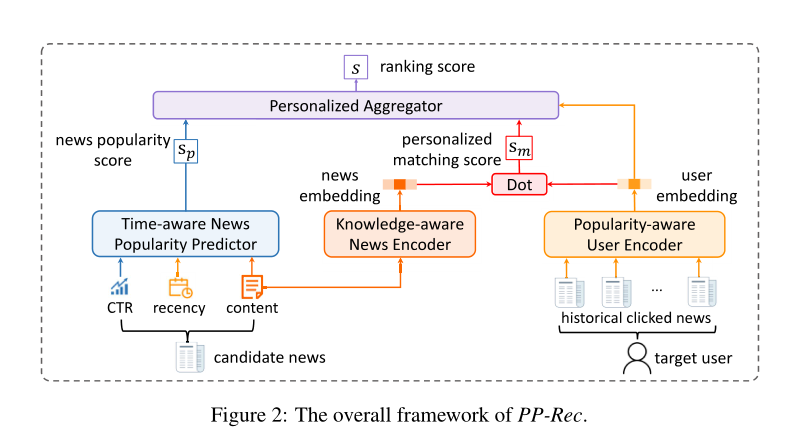 s ranking score
Personalized Aggregator
news popularity
score
s_p
personalized
matching score
s_m
news
embedding
Dot
user
embedding
Time-aware News
Popularity Predictor
Knowledge-aware
News Encoder
Popularity-aware
User Encoder
CTR recency content
...
historical clicked news
candidate news
target user
Figure 2: The overall framework of PP-Rec.